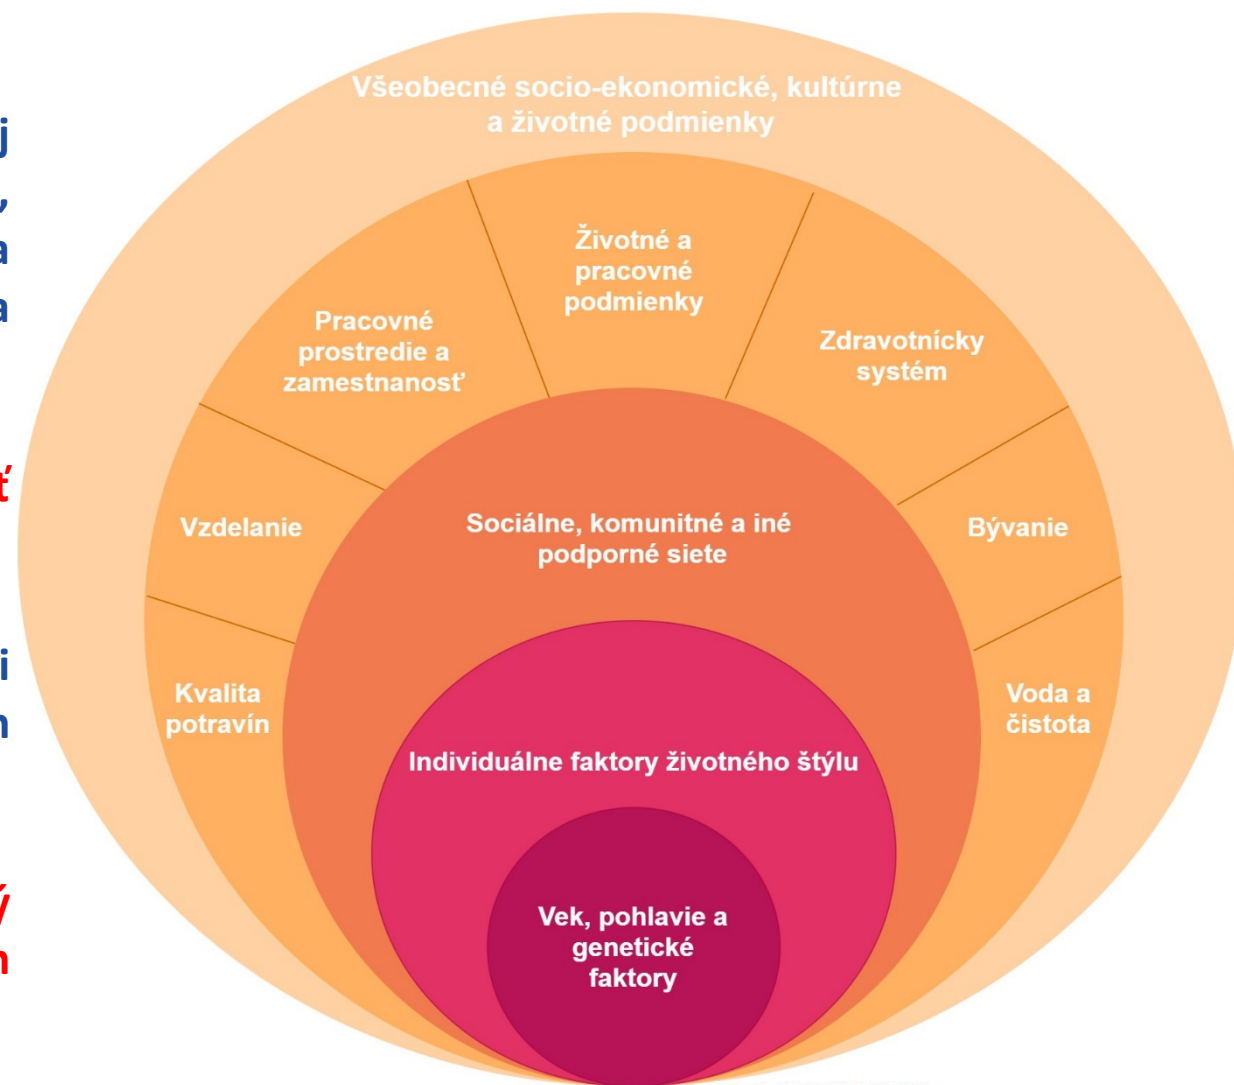 Všeobecné socio-ekonomické, kultúrne
a životné podmienky
Životné a
pracovné
podmienky
Pracovné
prostredie a
zamestnanosť
Zdravotnícky
systém
Vzdelanie
Sociálne, komunitné a iné
podporné siete
Bývanie
Kvalita
potravín
Voda a
čistota
Individuálne faktory životného štýlu
Vek, pohlavie a
genetické
faktory